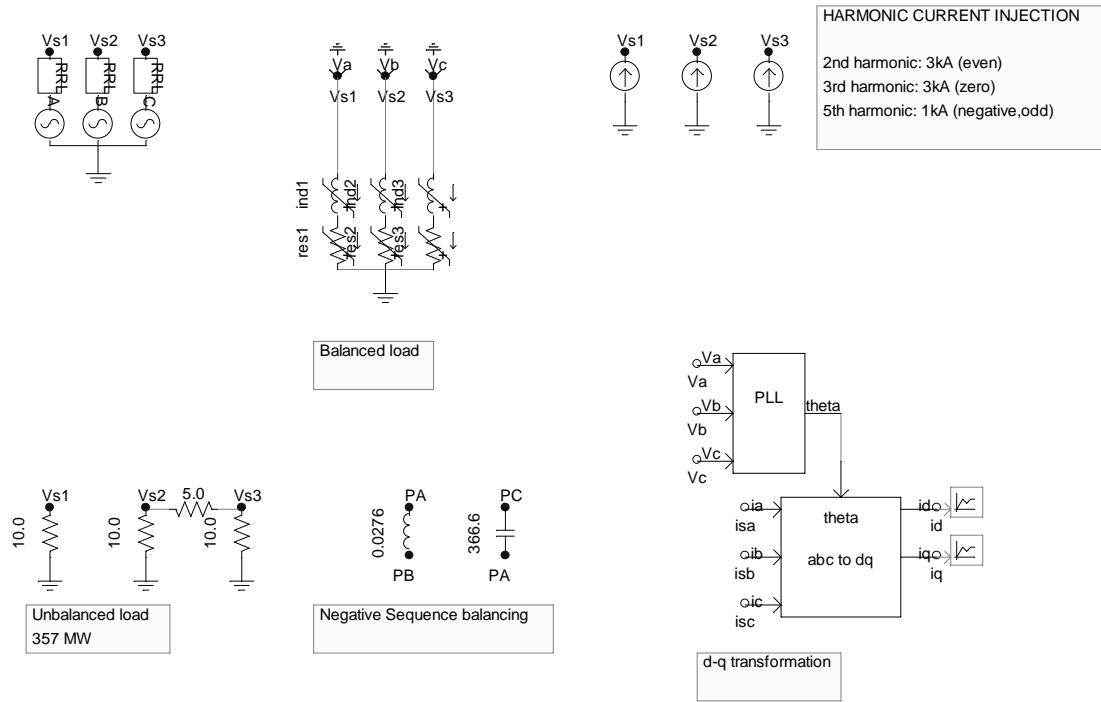 HARMONIC CURRENT INJECTION
2nd harmonic: 3kA (even)
3rd harmonic: 3kA (zero)
5th harmonic: 1kA (negative,odd)
Vs1
Vs2
Vs3
RRL
RRL
RRL
A
B
C
Va
Vb
Vc
Vs1
Vs2
Vs3
ind1
ind2
ind3
res1
res2
res3
Balanced load
Vs1
Vs2
Vs3
Va
Va
Vb
Vb
Vc
Vc
PLL
theta
Vs1
Vs2
5.0
Vs3
10.0
10.0
10.0
Unbalanced load
357 MW
PA
0.0276
PB
PC
366.6
PA
Negative Sequence balancing
ia
isa
ib
isb
ic
isc
theta
abc to dq
id
id
iq
iq
d-q transformation